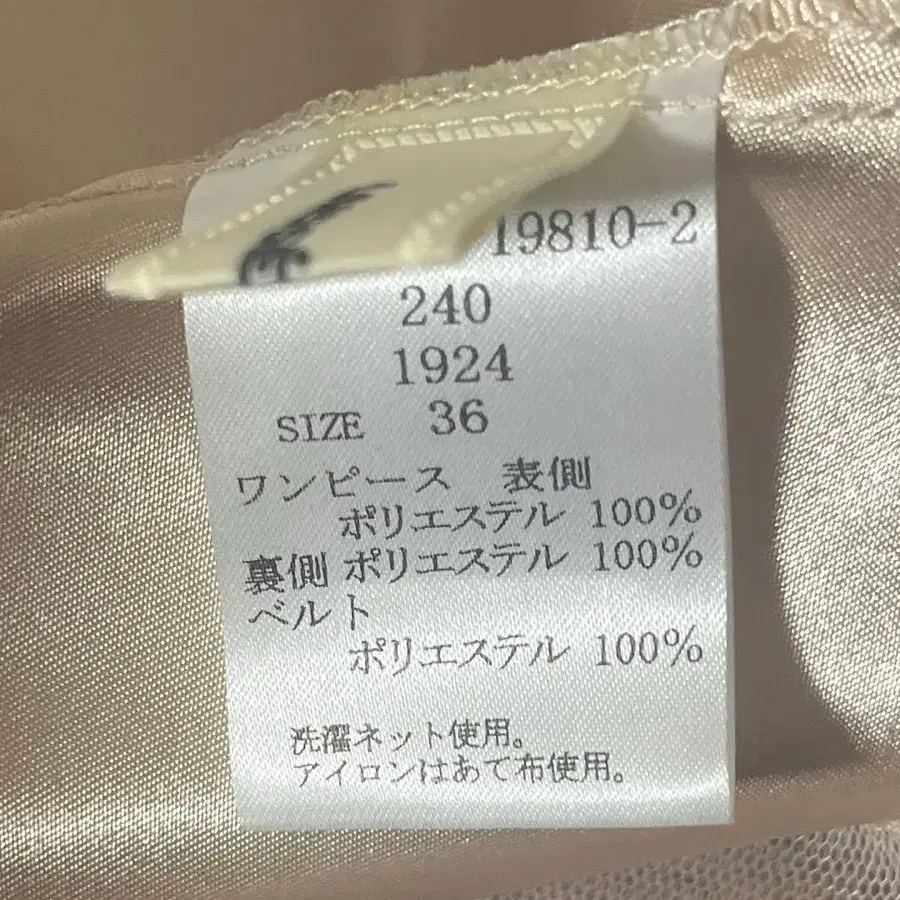 19810-2
240
1924
SIZE 36
ワンピース 表側
ポリエステル 100%
裏側 ポリエステル 100%
ベルト
ポリエステル 100%
洗濯ネット使用。
アイロンはあて布使用。